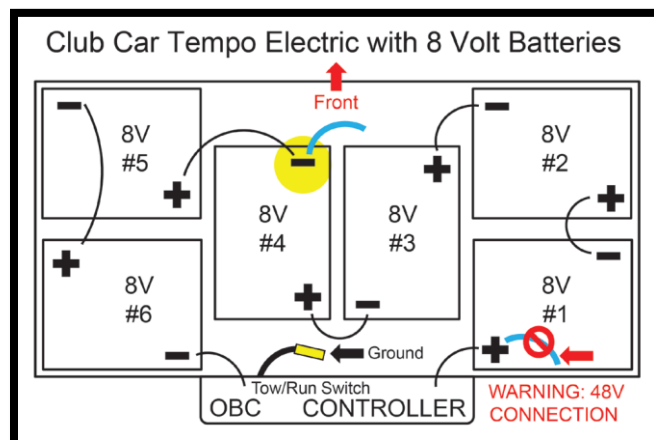 Club Car Tempo Electric with 8 Volt Batteries
Front
8V
#5
8V
#4
8V
#3
8V
#2
8V
#6
8V
#1
Ground
Tow/Run Switch
OBC
CONTROLLER
WARNING: 48V
CONNECTION